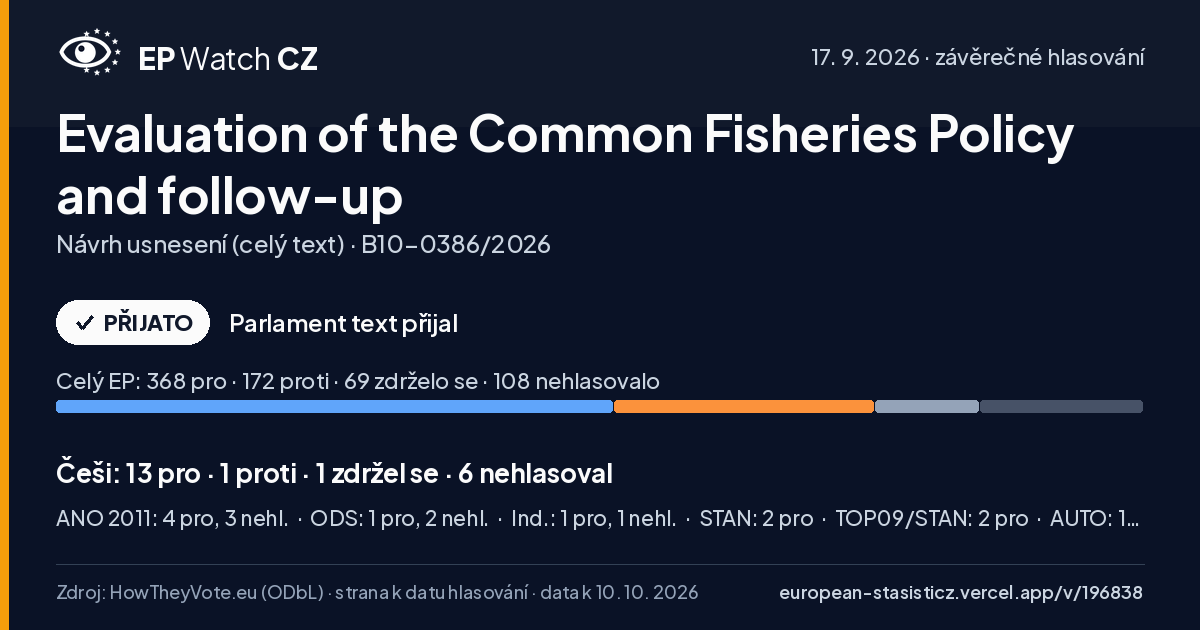 EP Watch CZ
17. 9. 2026 · závěrečné hlasování
Evaluation of the Common Fisheries Policy
and follow-up
Návrh usnesení (celý text) · B10-0386/2026
✓ PŘIJATO
Parlament text přijal
Celý EP: 368 pro · 172 proti · 69 zdrželo se · 108 nehlasovalo
Češi: 13 pro · 1 proti · 1 zdržel se · 6 nehlasoval
ANO 2011: 4 pro, 3 nehl. · ODS: 1 pro, 2 nehl. · Ind.: 1 pro, 1 nehl. · STAN: 2 pro · TOP09/STAN: 2 pro · AUTO: 1…
Zdroj: HowTheyVote.eu (ODbL) · strana k datu hlasování · data k 10. 10. 2026
european-stasisticz.vercel.app/v/196838